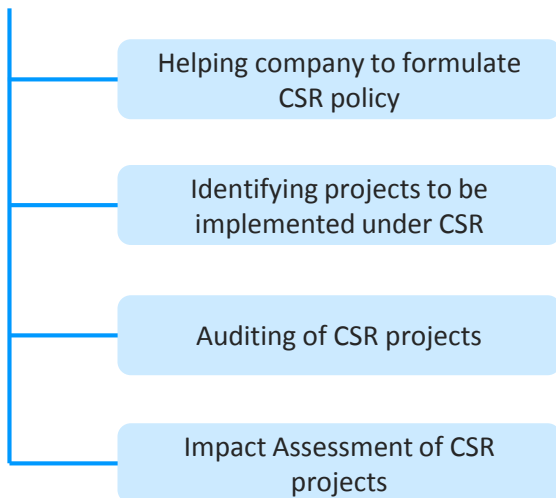 Helping company to formulate
CSR policy
Identifying projects to be
implemented under CSR
Auditing of CSR projects
Impact Assessment of CSR
projects